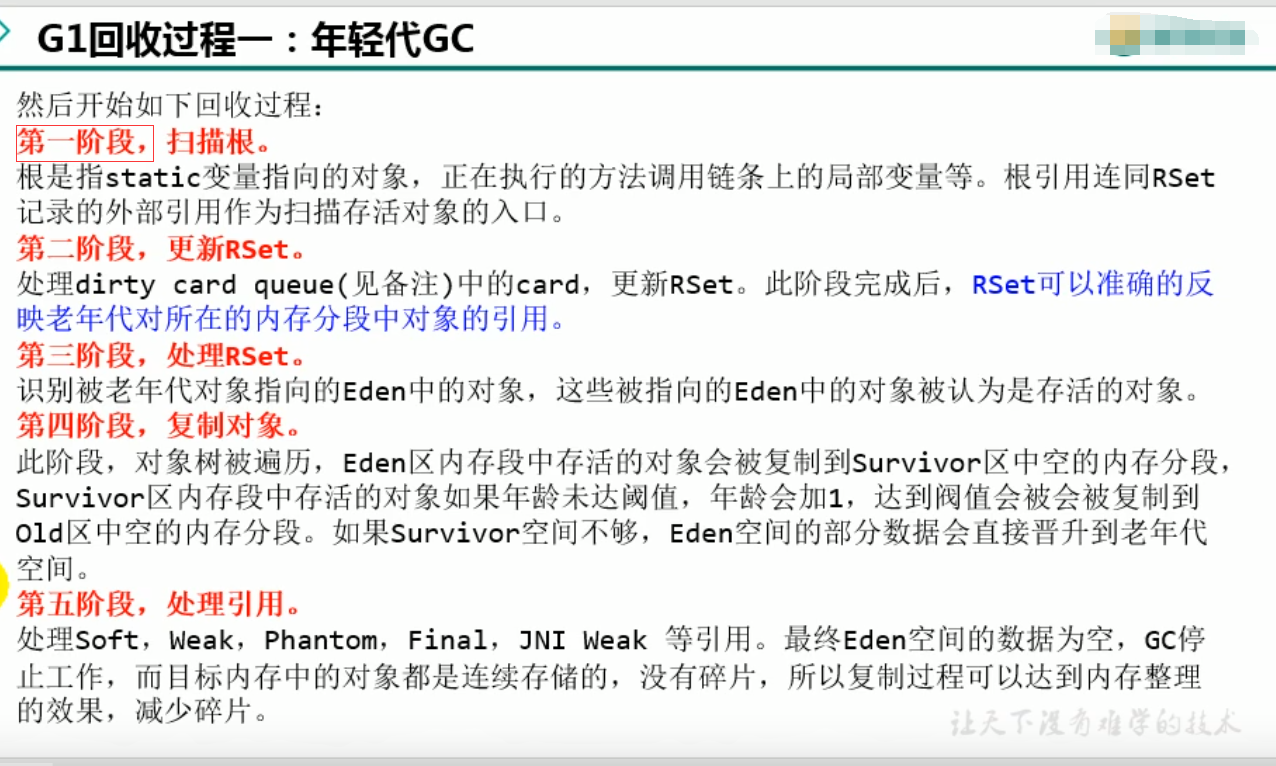 G1回收过程一：年轻代GC
然后开始如下回收过程：
第一阶段，扫描根。
根是指static变量指向的对象，正在执行的方法调用链条上的局部变量等。根引用连同RSet
记录的外部引用作为扫描存活对象的入口。
第二阶段，更新RSet。
处理dirty card queue(见备注)中的card，更新RSet。此阶段完成后，RSet可以准确的反
映老年代对所在的内存分段中对象的引用。
第三阶段，处理RSet。
识别被老年代对象指向的Eden中的对象，这些被指向的Eden中的对象被认为是存活的对象。
第四阶段，复制对象。
此阶段，对象树被遍历，Eden区内存段中存活的对象会被复制到Survivor区中空的内存分段，
Survivor区内存段中存活的对象如果年龄未达阈值，年龄会加1，达到阀值会被会被复制到
Old区中空的内存分段。如果Survivor空间不够，Eden空间的部分数据会直接晋升到老年代
空间。
第五阶段，处理引用。
处理Soft，Weak，Phantom，Final，JNI Weak 等引用。最终Eden空间的数据为空，GC停
止工作，而目标内存中的对象都是连续存储的，没有碎片，所以复制过程可以达到内存整理
的效果，减少碎片。
让天下没有难学的技术